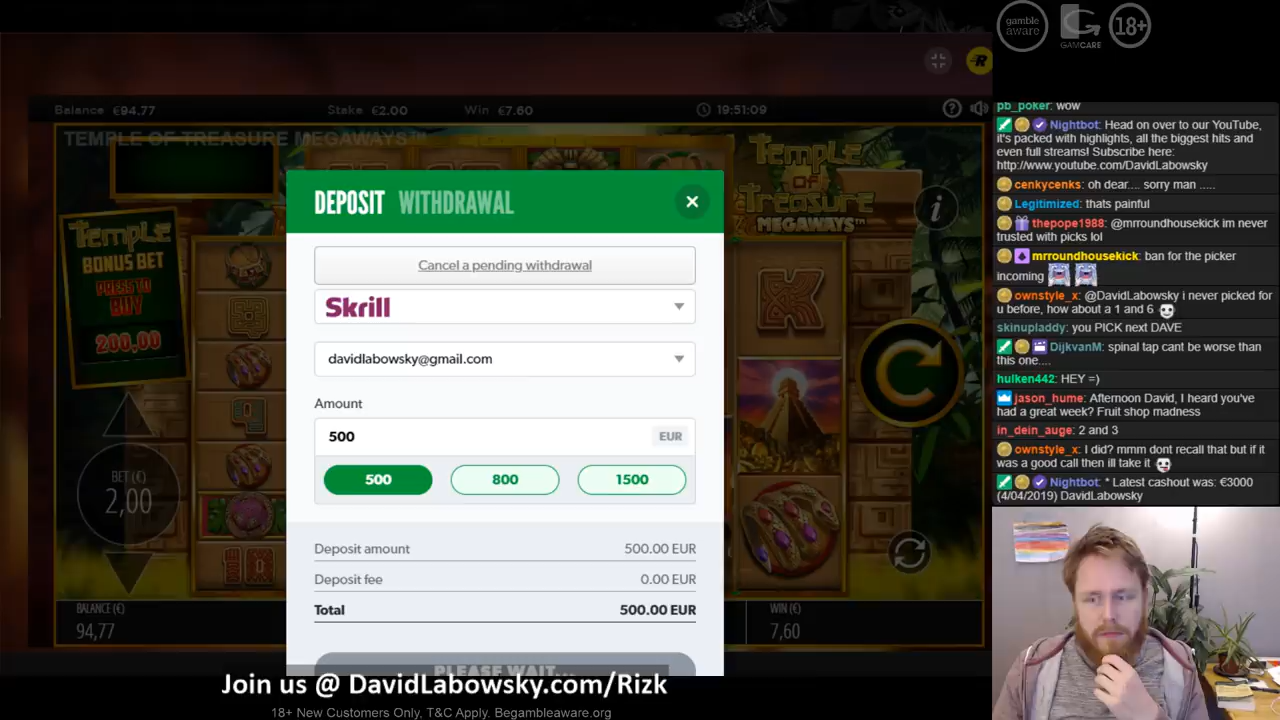 gamble
aware
GAMCARE
18+
Balance €94.77
Stake €2.00
Win €7.60
19:51:09
TEMPLE OF TREASURE MEGAWAYS™
Temple
of
Treasure
MEGAWAYS™
Temple
BONUS BET
PRESS TO
BUY
200,00
BET (€)
2,00
BALANCE (€)
94,77
WIN (€)
7,60
DEPOSIT WITHDRAWAL
Cancel a pending withdrawal
Skrill
davidlabowsky@gmail.com
Amount
500 EUR
500 800 1500
Deposit amount 500.00 EUR
Deposit fee 0.00 EUR
Total 500.00 EUR
PLEASE WAIT...
Join us @ DavidLabowsky.com/Rizk
18+ New Customers Only, T&C Apply. Begambleaware.org
pb_poker: wow
Nightbot: Head on over to our YouTube,
it's packed with highlights, all the biggest hits and
even full streams! Subscribe here:
http://www.youtube.com/DavidLabowsky
cenkycenks: oh dear.... sorry man .....
Legitimized: thats painful
thepope1988: @mrroundhousekick im never
trusted with picks lol
mrroundhousekick: ban for the picker
incoming
ownstyle_x: @DavidLabowsky i never picked for
u before, how about a 1 and 6
skinupladdy: you PICK next DAVE
DijkvanM: spinal tap cant be worse than
this one....
hulken442: HEY =)
jason_hume: Afternoon David, I heard you've
had a great week? Fruit shop madness
in_dein_auge: 2 and 3
ownstyle_x: I did? mmm dont recall that but if it
was a good call then ill take it
Nightbot: * Latest cashout was: €3000
(4/04/2019) DavidLabowsky